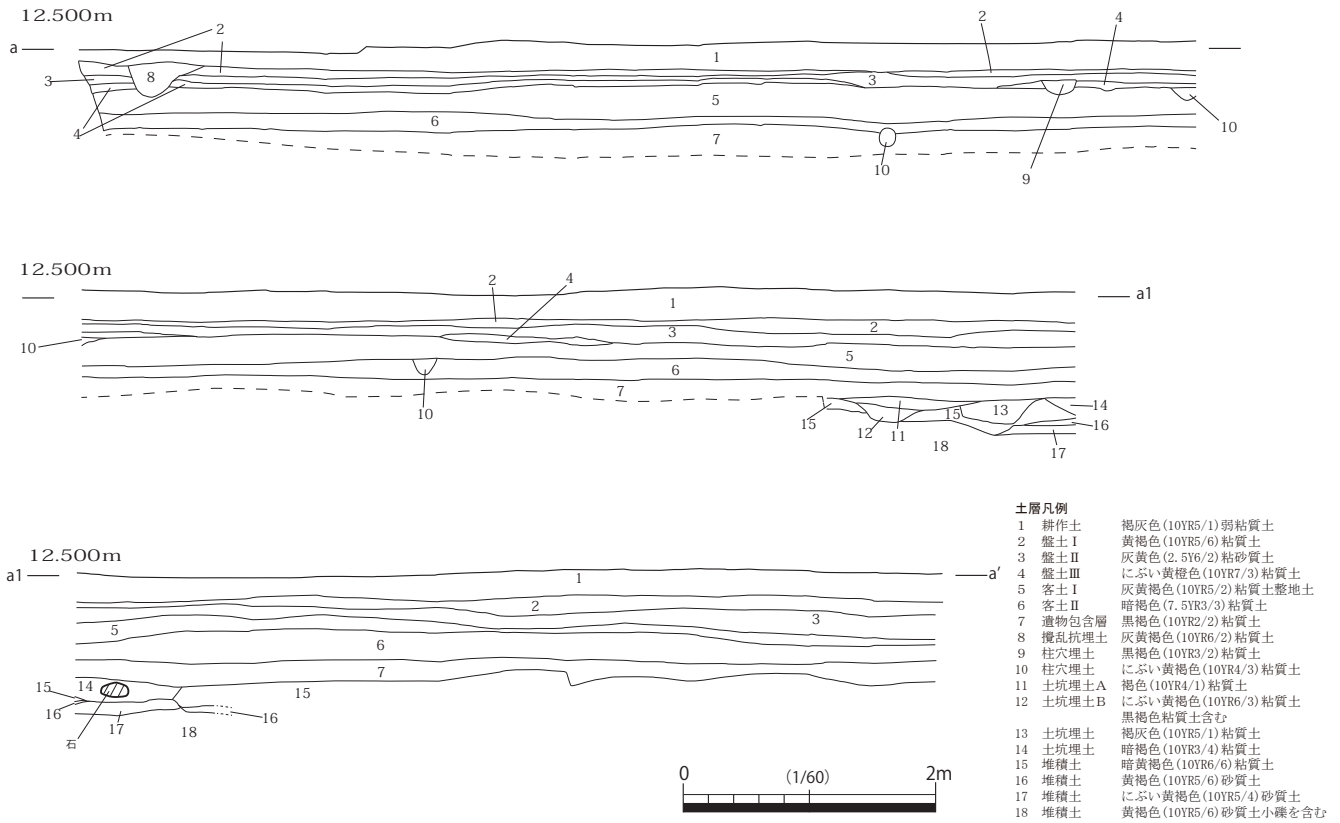 12.500m
a
2
2
4
1
3
8
3
5
4
6
7
10
10
9
12.500m
2
4
a1
1
3
2
10
5
6
7
10
15
12
11
15
13
14
16
18
17
12.500m
a1
a'
1
2
3
5
6
7
15
14
15
16
17
18
16
石
0
(1/60)
2m
土層凡例
1 耕作土 褐灰色(10YR5/1)弱粘質土
2 盤土Ⅰ 黄褐色(10YR5/6)粘質土
3 盤土Ⅱ 灰黄色(2.5Y6/2)粘砂質土
4 盤土Ⅲ にぶい黄橙色(10YR7/3)粘質土
5 客土Ⅰ 灰黄褐色(10YR5/2)粘質土整地土
6 客土Ⅱ 暗褐色(7.5YR3/3)粘質土
7 遺物包含層 黒褐色(10YR2/2)粘質土
8 攪乱抗埋土 灰黄褐色(10YR6/2)粘質土
9 柱穴埋土 黒褐色(10YR3/2)粘質土
10 柱穴埋土 にぶい黄褐色(10YR4/3)粘質土
11 土坑埋土A 褐色(10YR4/1)粘質土
12 土坑埋土B にぶい黄褐色(10YR6/3)粘質土
黒褐色粘質土含む
13 土坑埋土 褐灰色(10YR5/1)粘質土
14 土坑埋土 暗褐色(10YR3/4)粘質土
15 堆積土 暗黄褐色(10YR6/6)粘質土
16 堆積土 黄褐色(10YR5/6)砂質土
17 堆積土 にぶい黄褐色(10YR5/4)砂質土
18 堆積土 黄褐色(10YR5/6)砂質土小礫を含む